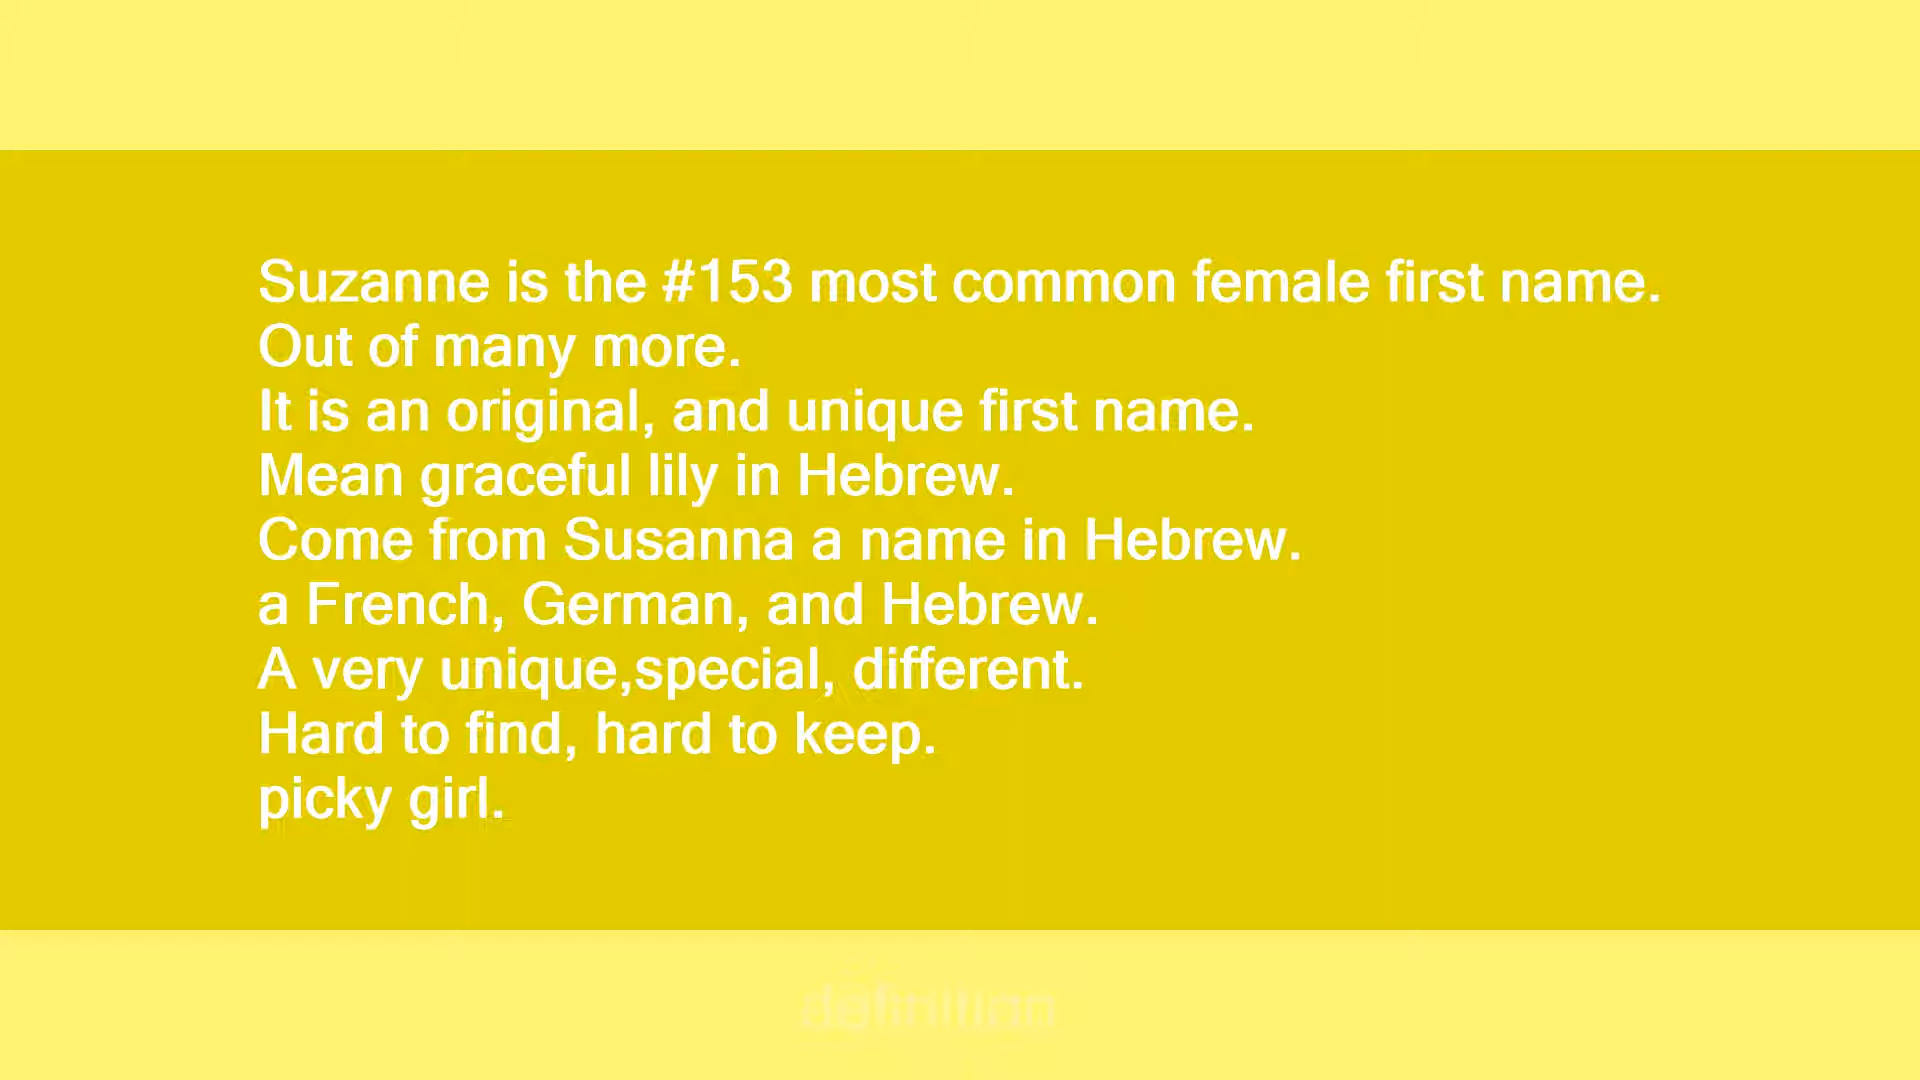 Suzanne is the #153 most common female first name.
Out of many more.
It is an original, and unique first name.
Mean graceful lily in Hebrew.
Come from Susanna a name in Hebrew.
a French, German, and Hebrew.
A very unique,special, different.
Hard to find, hard to keep.
picky girl.
definition